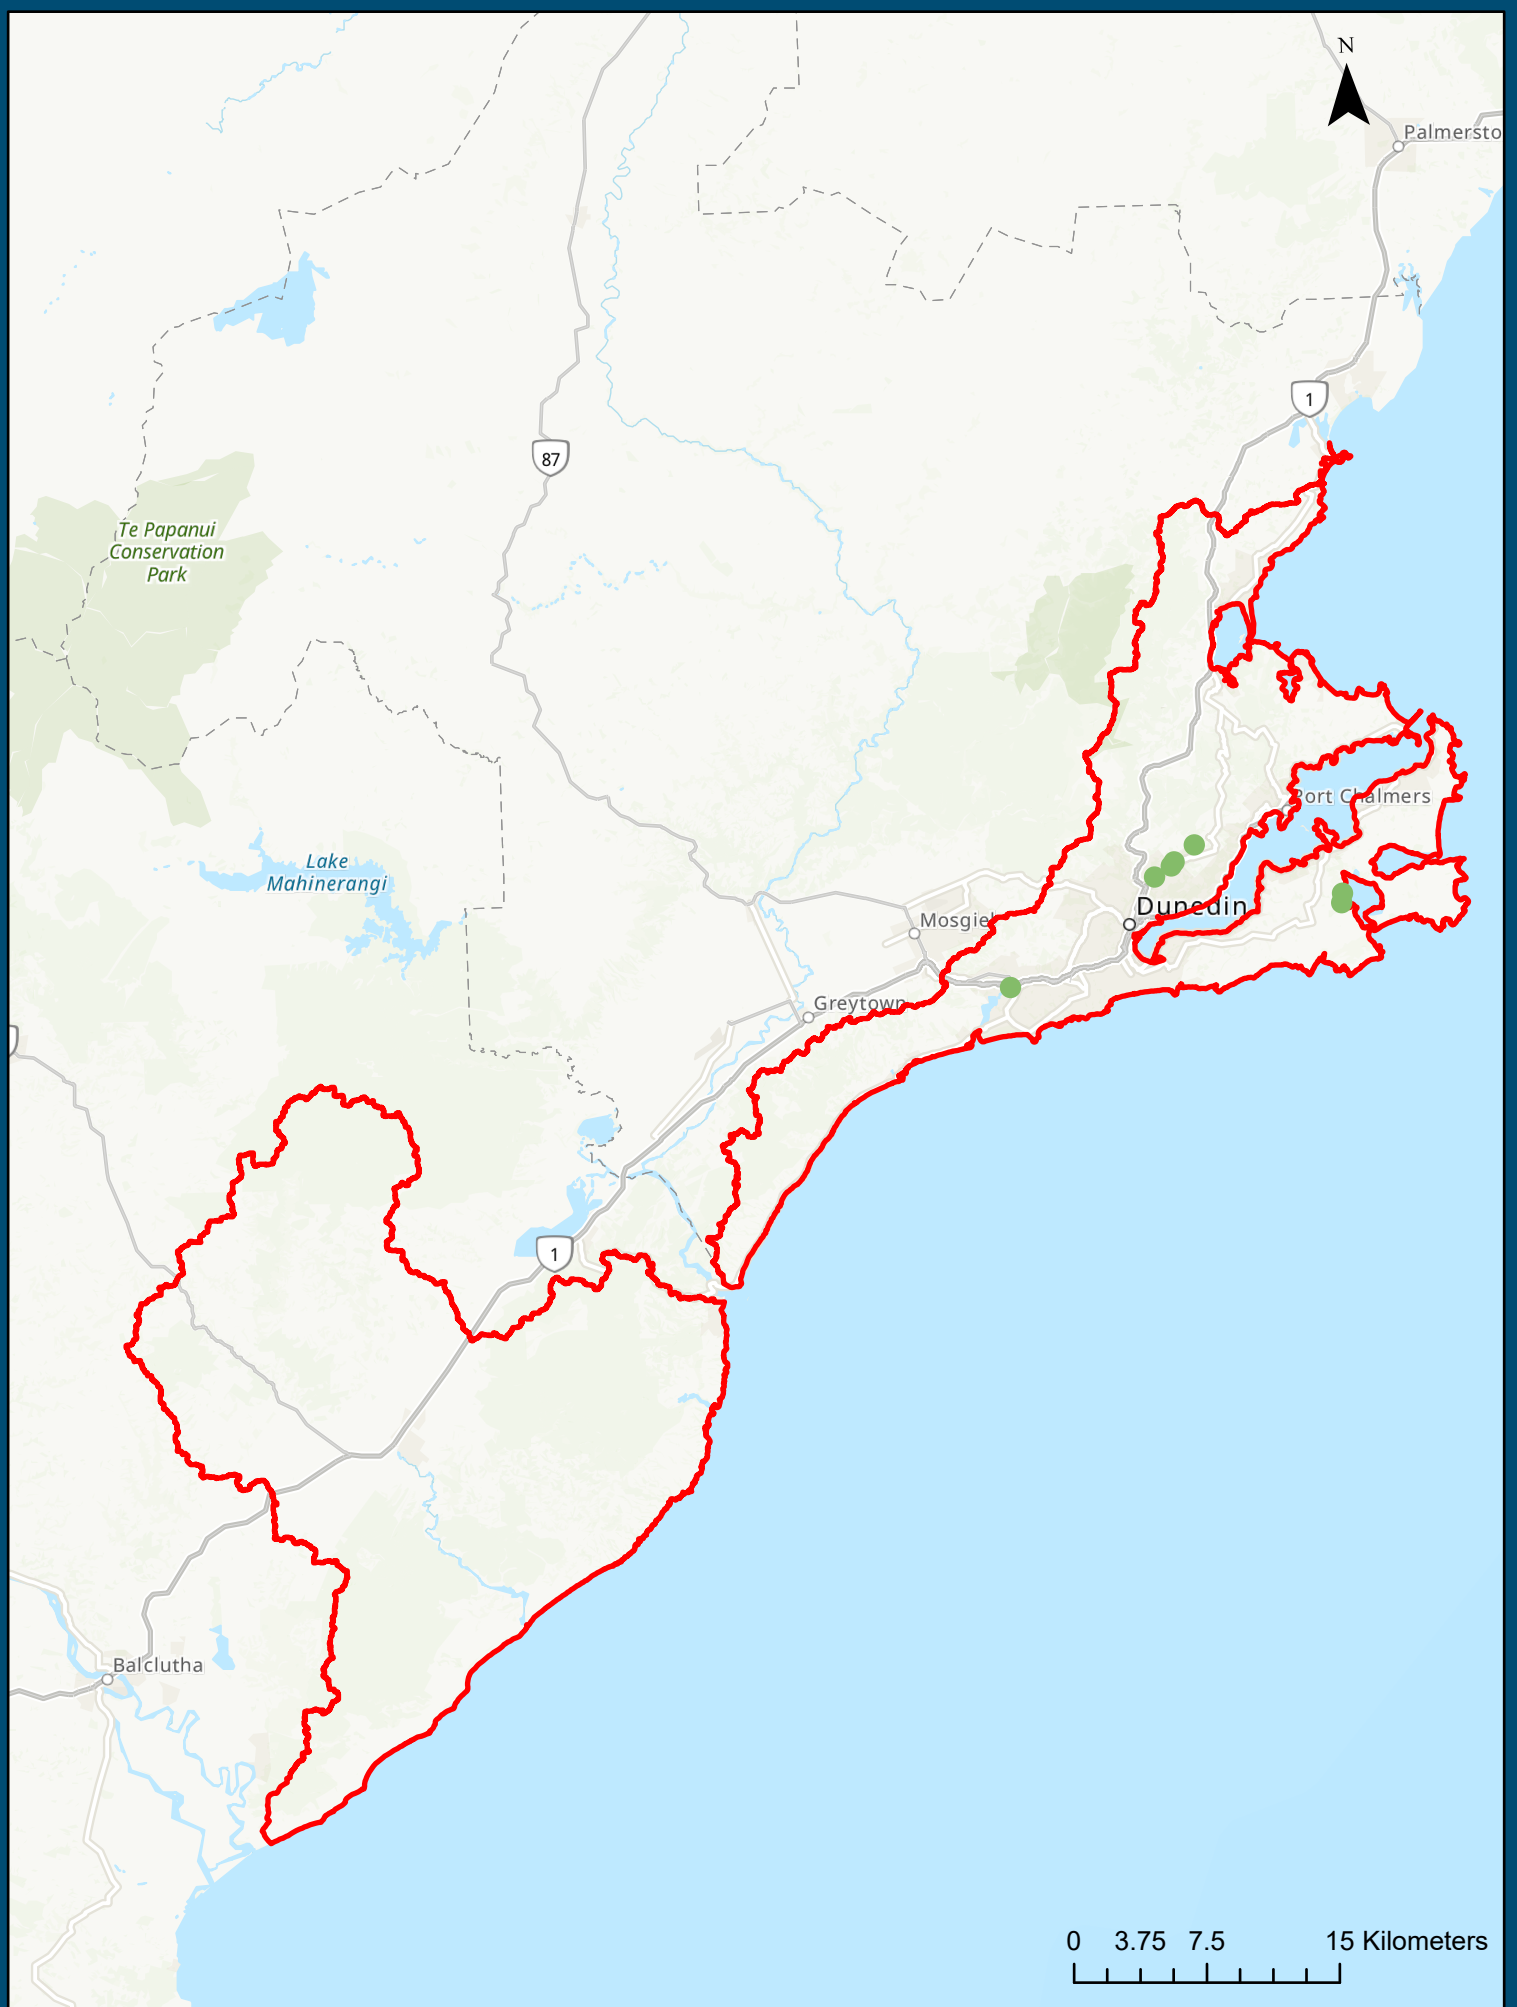 N
Palmersto
1
87
Te Papanui
Conservation
Park
Port Chalmers
Lake
Mahinerangi
Dunedin
Mosgiel
Greytown
1
Balclutha
0 3.75 7.5 15 Kilometers